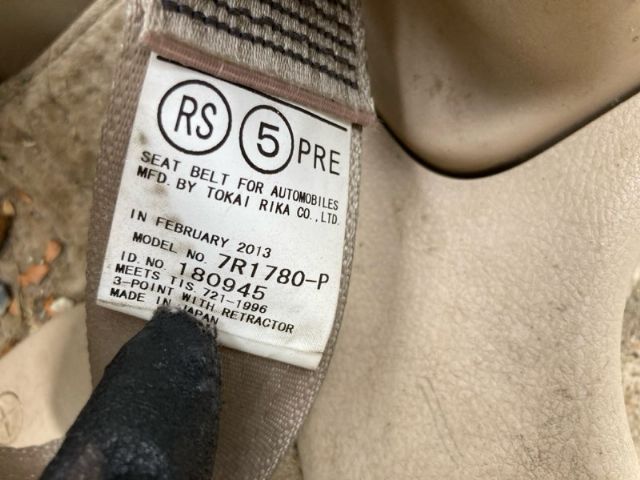 RS 5 PRE
SEAT BELT FOR AUTOMOBILES
MFD. BY TOKAI RIKA CO., LTD.
IN FEBRUARY 2013
MODEL NO. 7R1780-P
ID. NO 180945
MEETS TIS 721-1996
3-POINT WITH RETRACTOR
MADE IN JAPAN